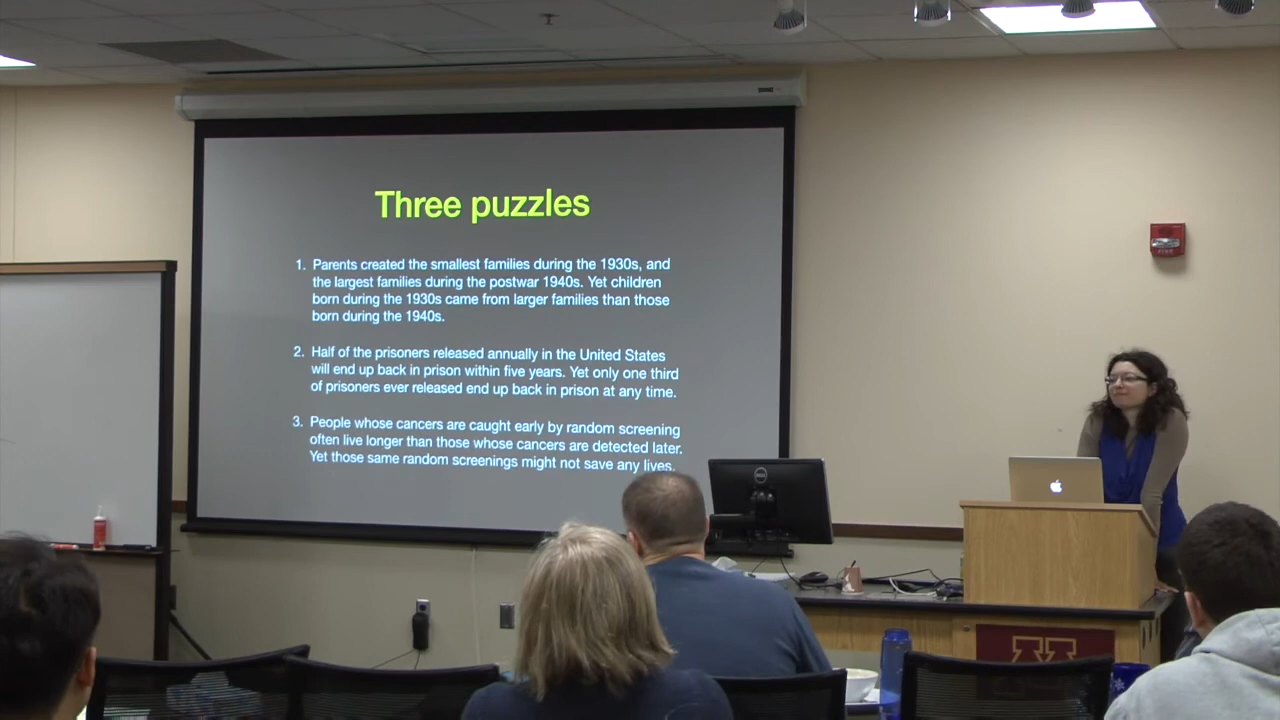 Three puzzles
1. Parents created the smallest families during the 1930s, and
the largest families during the postwar 1940s. Yet children
born during the 1930s came from larger families than those
born during the 1940s.
2. Half of the prisoners released annually in the United States
will end up back in prison within five years. Yet only one third
of prisoners ever released end up back in prison at any time.
3. People whose cancers are caught early by random screening
often live longer than those whose cancers are detected later.
Yet those same random screenings might not save any lives.
DELL
FIRE
M